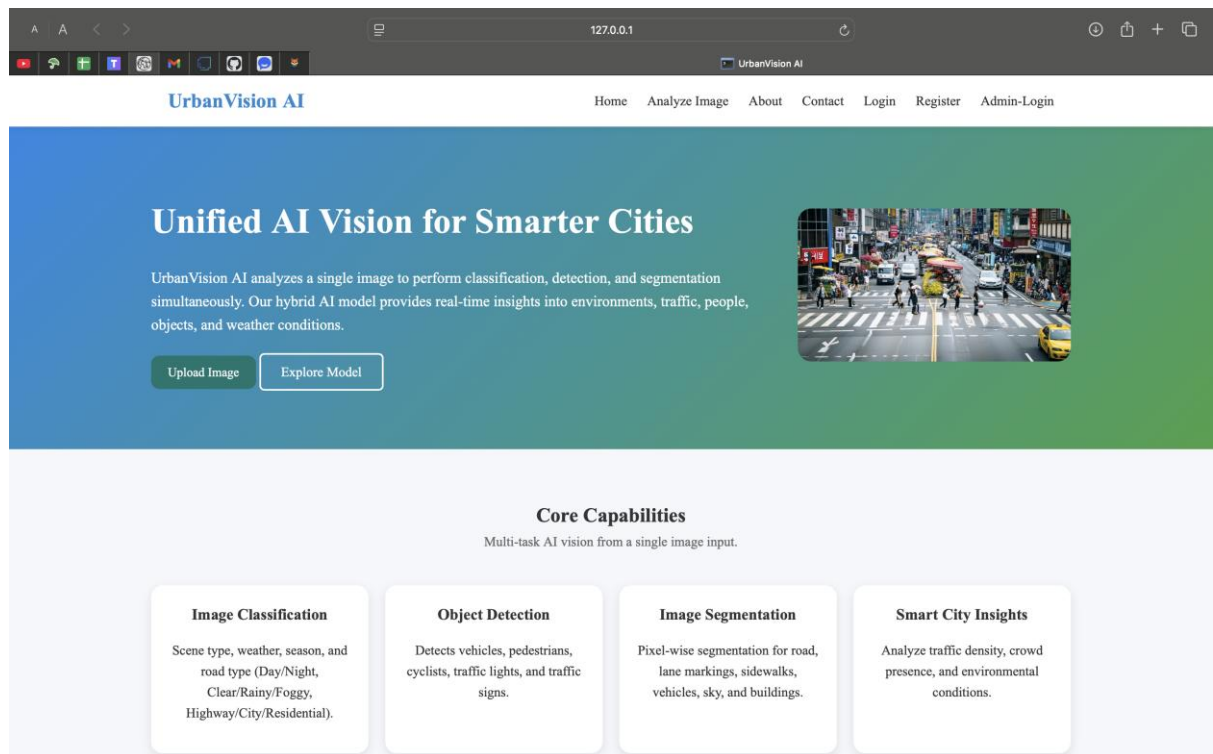 A A 127.0.0.1
T UrbanVision AI
UrbanVision AI Home Analyze Image About Contact Login Register Admin-Login
Unified AI Vision for Smarter Cities
UrbanVision AI analyzes a single image to perform classification, detection, and segmentation
simultaneously. Our hybrid AI model provides real-time insights into environments, traffic, people,
objects, and weather conditions.
Upload Image Explore Model
Core Capabilities
Multi-task AI vision from a single image input.
Image Classification
Scene type, weather, season, and
road type (Day/Night,
Clear/Rainy/Foggy,
Highway/City/Residential).
Object Detection
Detects vehicles, pedestrians,
cyclists, traffic lights, and traffic
signs.
Image Segmentation
Pixel-wise segmentation for road,
lane markings, sidewalks,
vehicles, sky, and buildings.
Smart City Insights
Analyze traffic density, crowd
presence, and environmental
conditions.